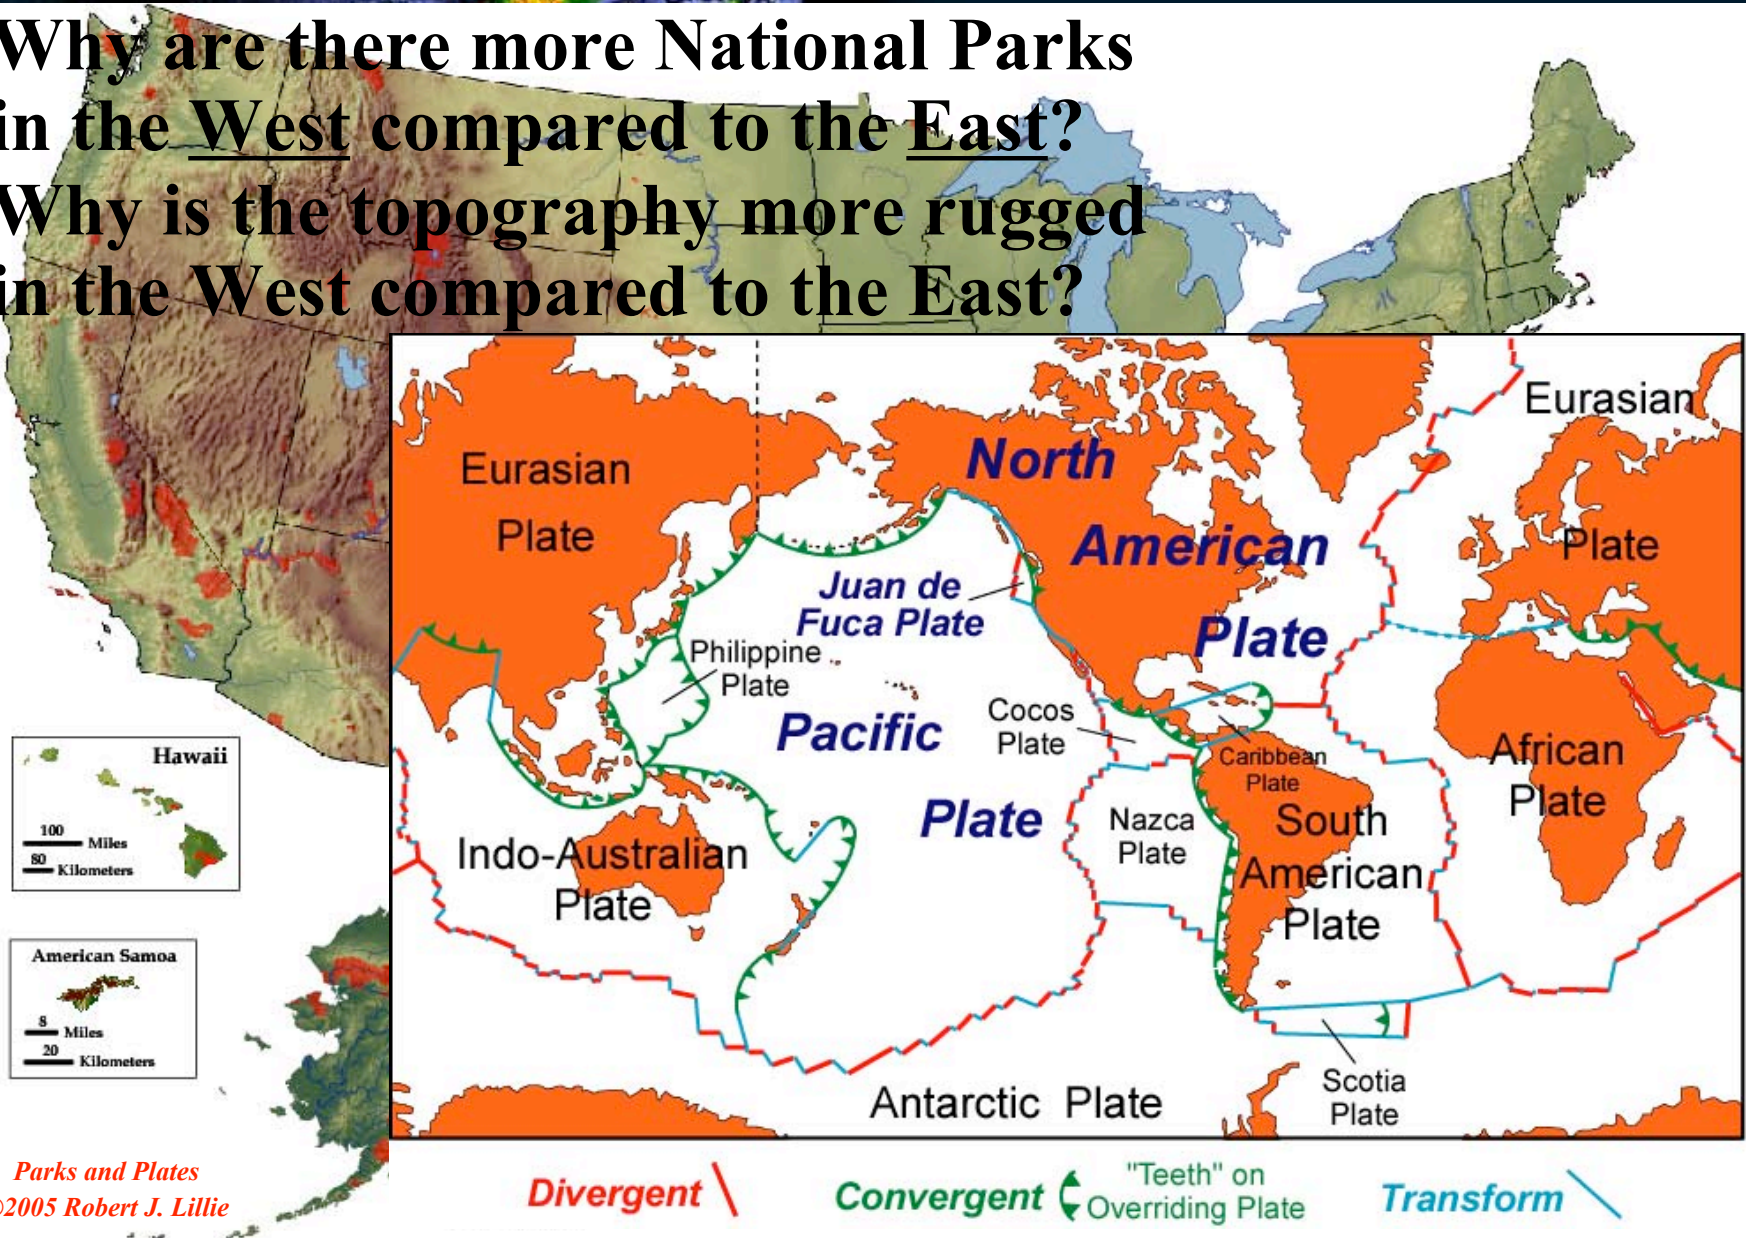 Why are there more National Parks
in the West compared to the East?
Why is the topography more rugged
in the West compared to the East?
Eurasian
Plate
North
American
Plate
Eurasian
Plate
Juan de
Fuca Plate
Philippine
Plate
Pacific
Plate
Cocos
Plate
Caribbean
Plate
African
Plate
Nazca
Plate
South
American
Plate
Indo-Australian
Plate
Antarctic Plate
Scotia
Plate
Hawaii
100
Miles
80
Kilometers
American Samoa
8
Miles
20
Kilometers
Parks and Plates
©2005 Robert J. Lillie
Divergent
Convergent
"Teeth" on
Overriding Plate
Transform